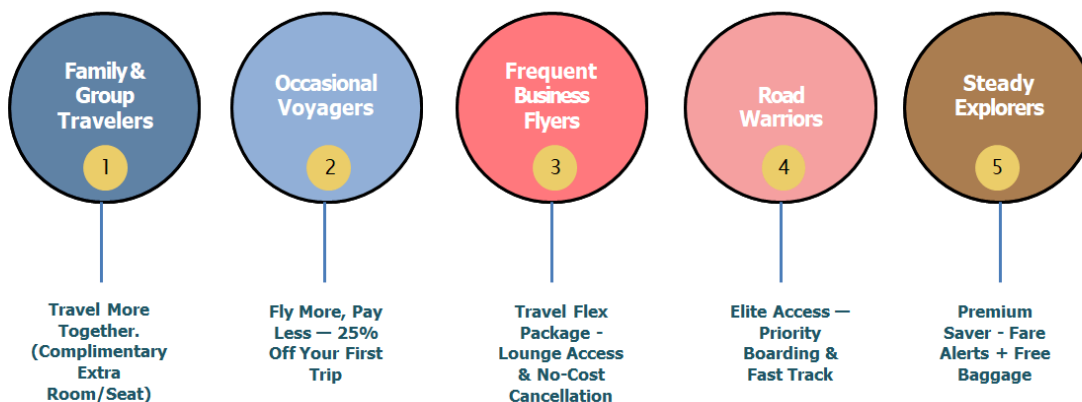 Family &
Group
Travelers
1
Occasional
Voyagers
2
Frequent
Business
Flyers
3
Road
Warriors
4
Steady
Explorers
5
Travel More
Together.
(Complimentary
Extra
Room/Seat)
Fly More, Pay
Less — 25%
Off Your First
Trip
Travel Flex
Package -
Lounge Access
& No-Cost
Cancellation
Elite Access —
Priority
Boarding &
Fast Track
Premium
Saver - Fare
Alerts + Free
Baggage